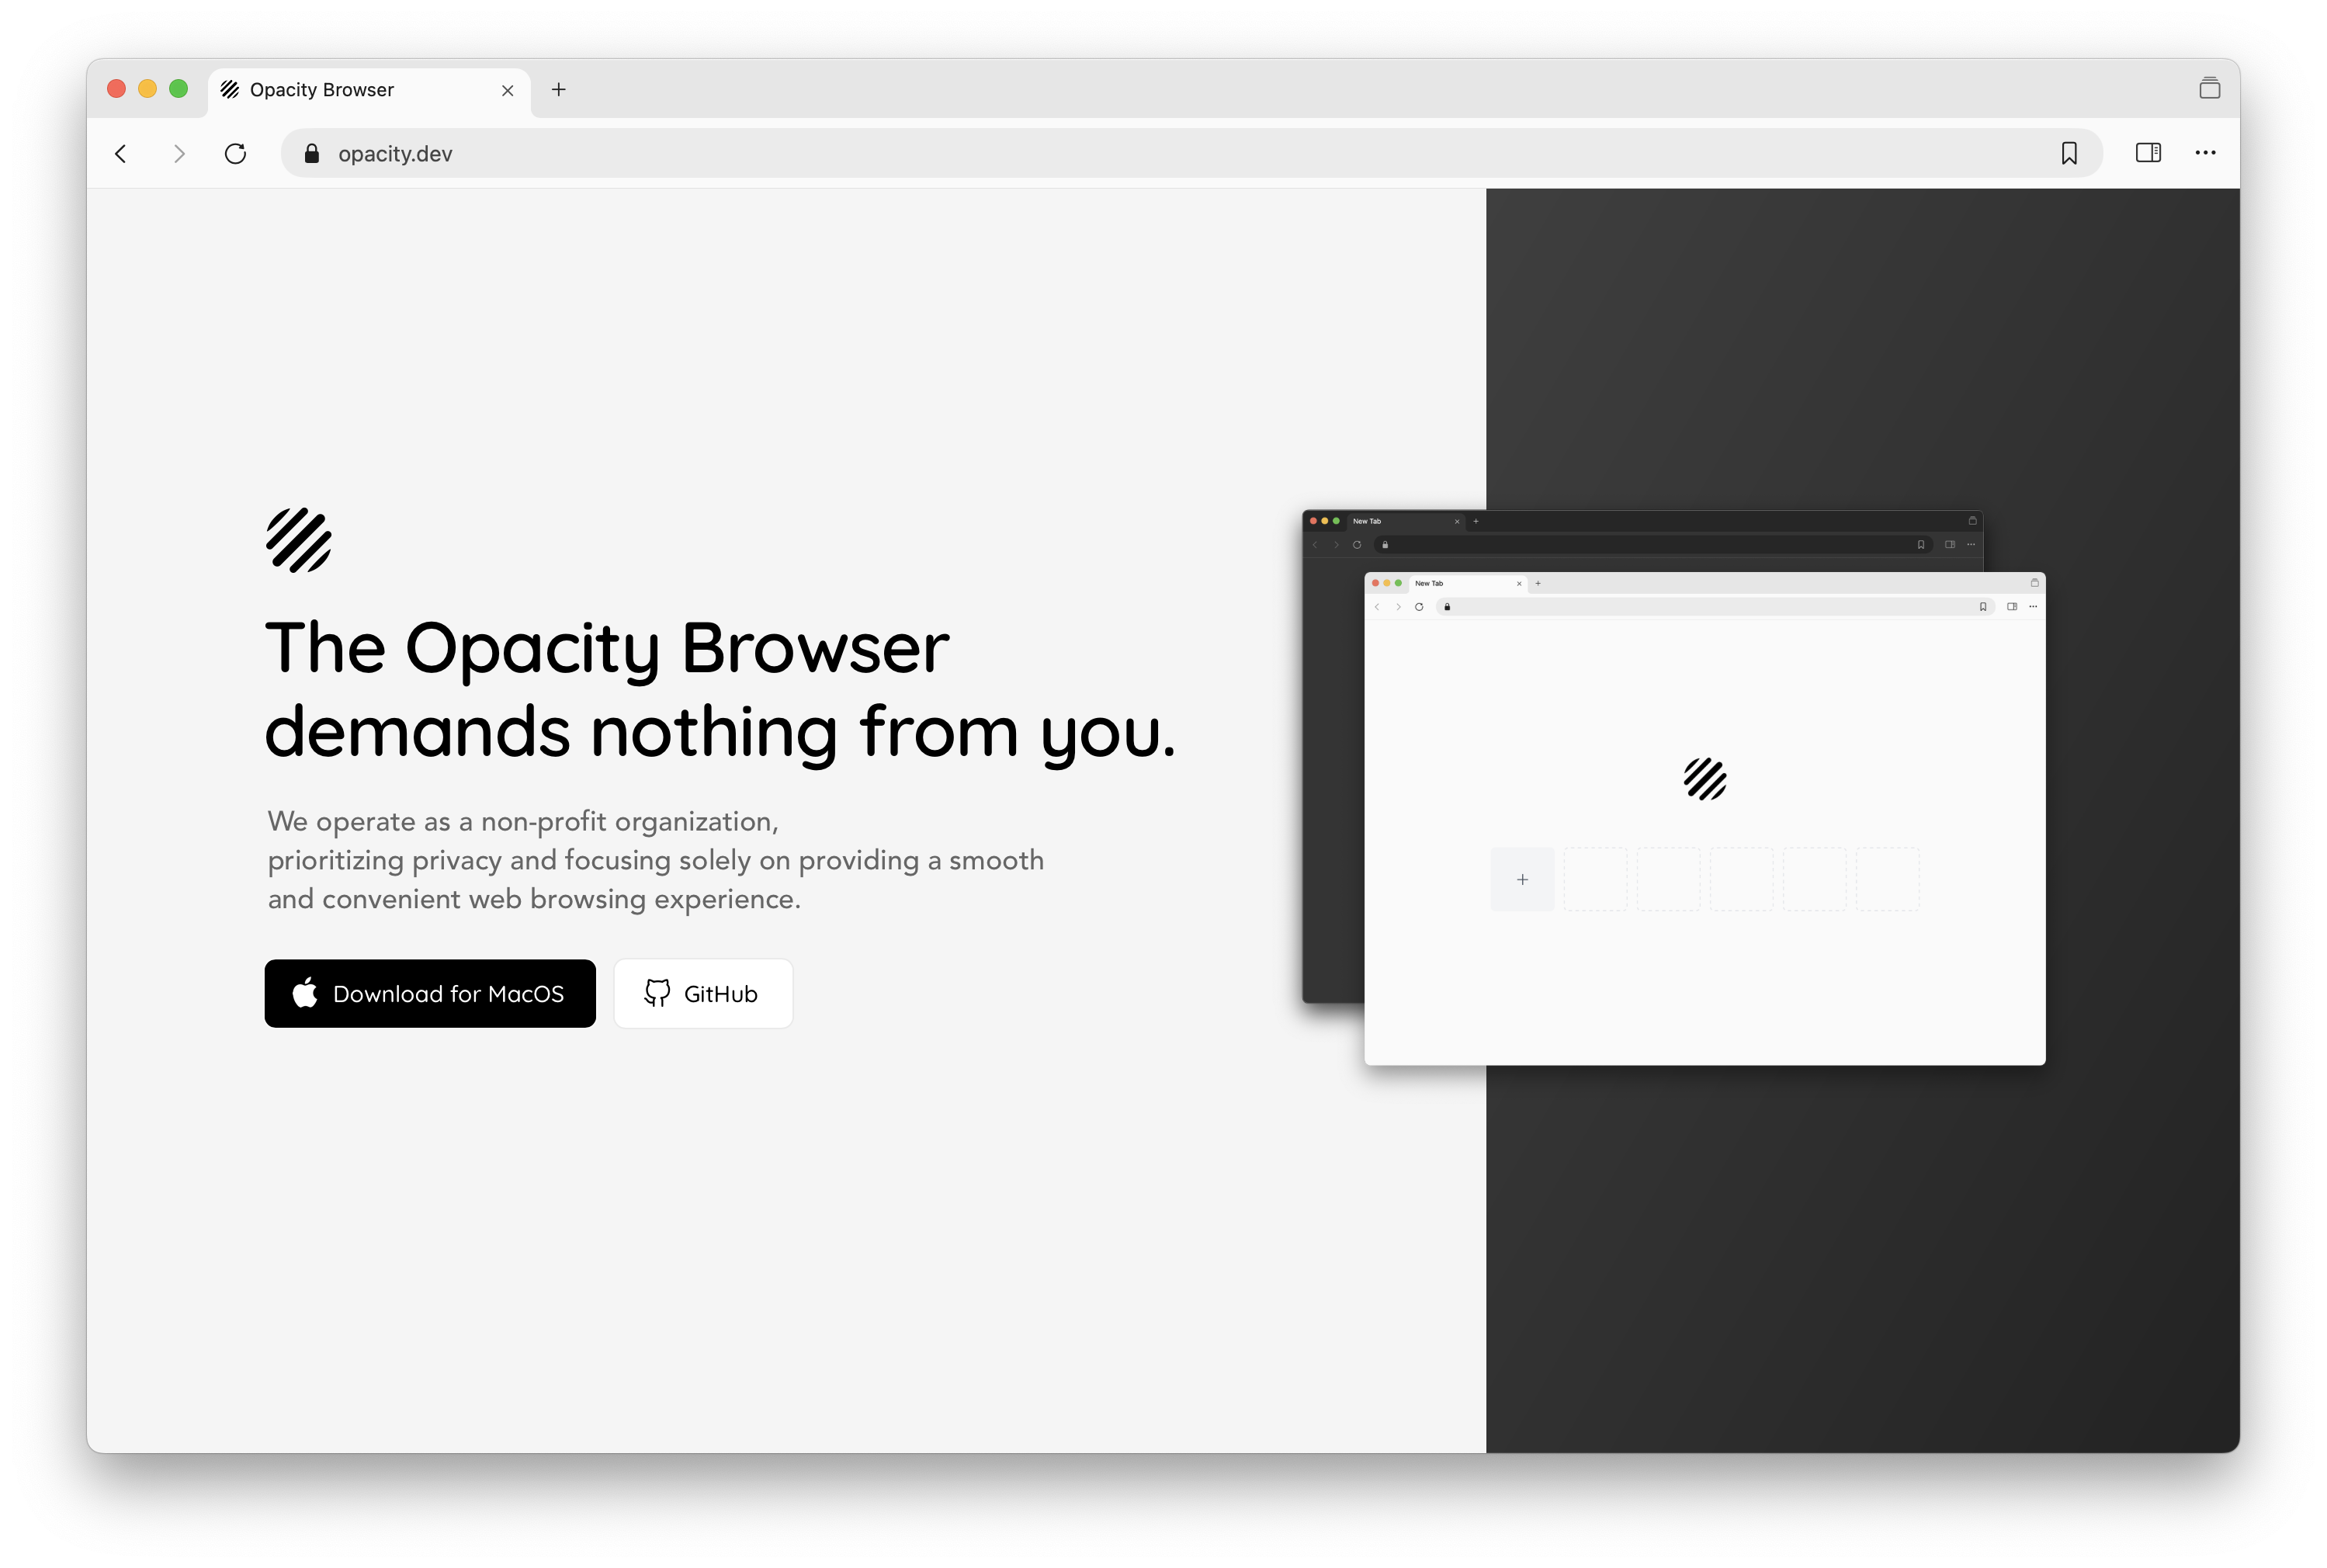 Opacity Browser
opacity.dev
The Opacity Browser
demands nothing from you.
We operate as a non-profit organization,
prioritizing privacy and focusing solely on providing a smooth
and convenient web browsing experience.
Download for MacOS
GitHub
New Tab
New Tab